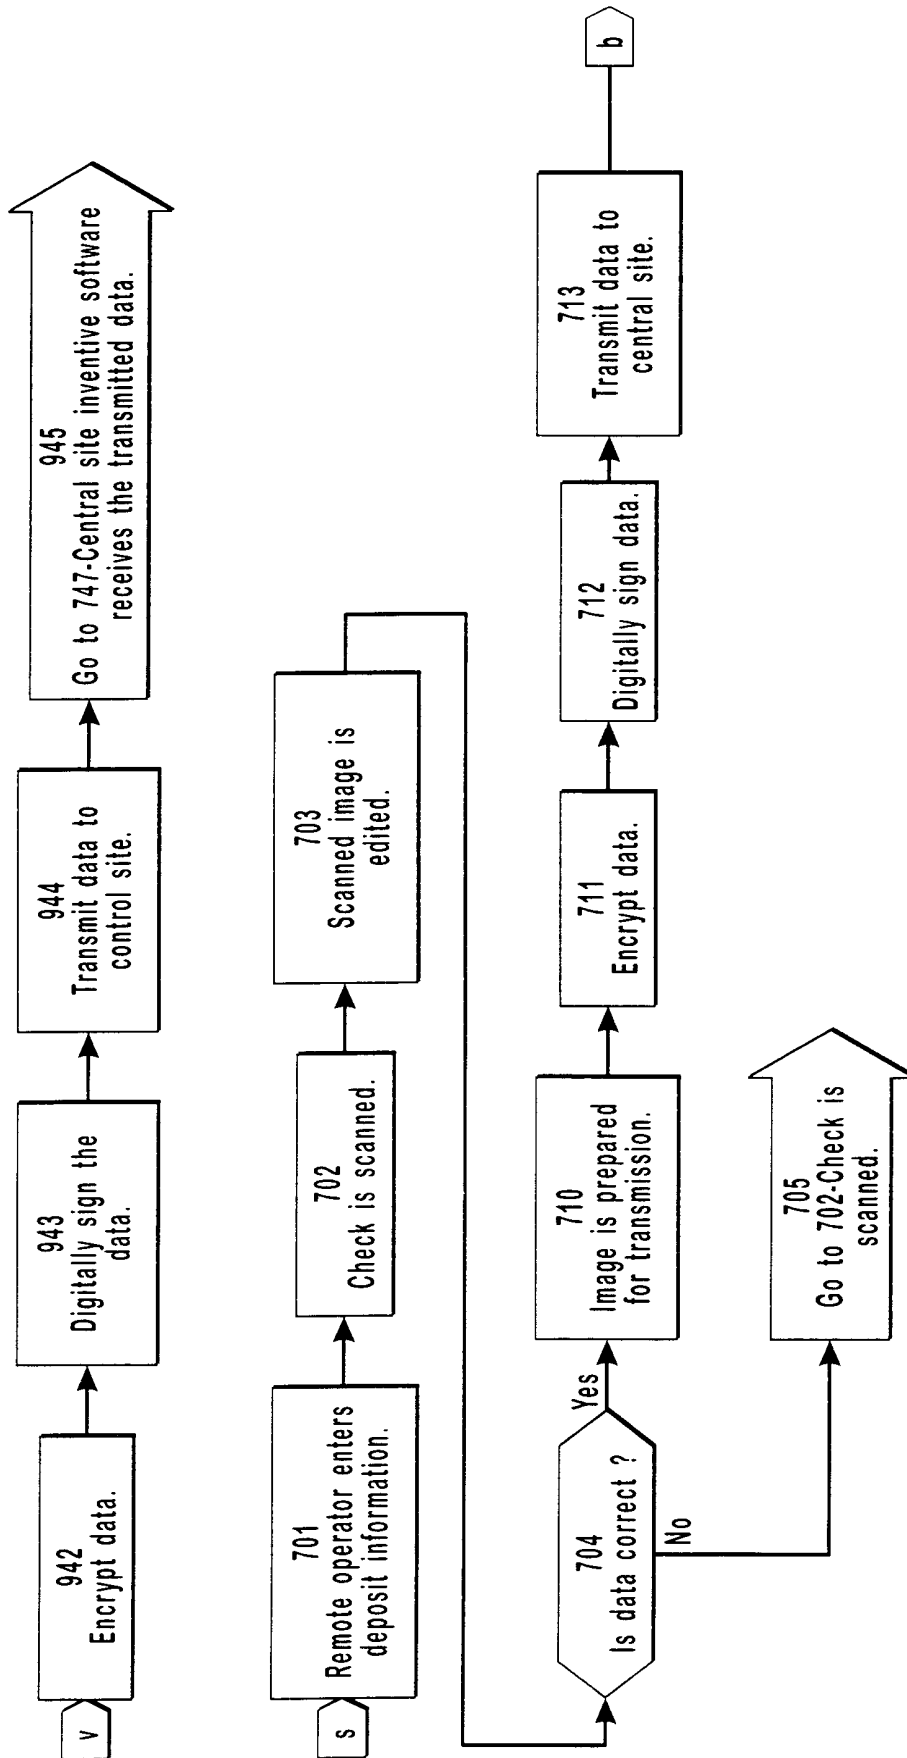 v
942
Encrypt data.
943
Digitally sign the
data.
944
Transmit data to
control site.
945
Go to 747-Central site inventive software
receives the transmitted data.
s
701
Remote operator enters
deposit information.
702
Check is scanned.
703
Scanned image is
edited.
704
Is data correct ?
Yes
No
710
Image is prepared
for transmission.
711
Encrypt data.
712
Digitally sign data.
713
Transmit data to
central site.
b
705
Go to 702-Check is
scanned.